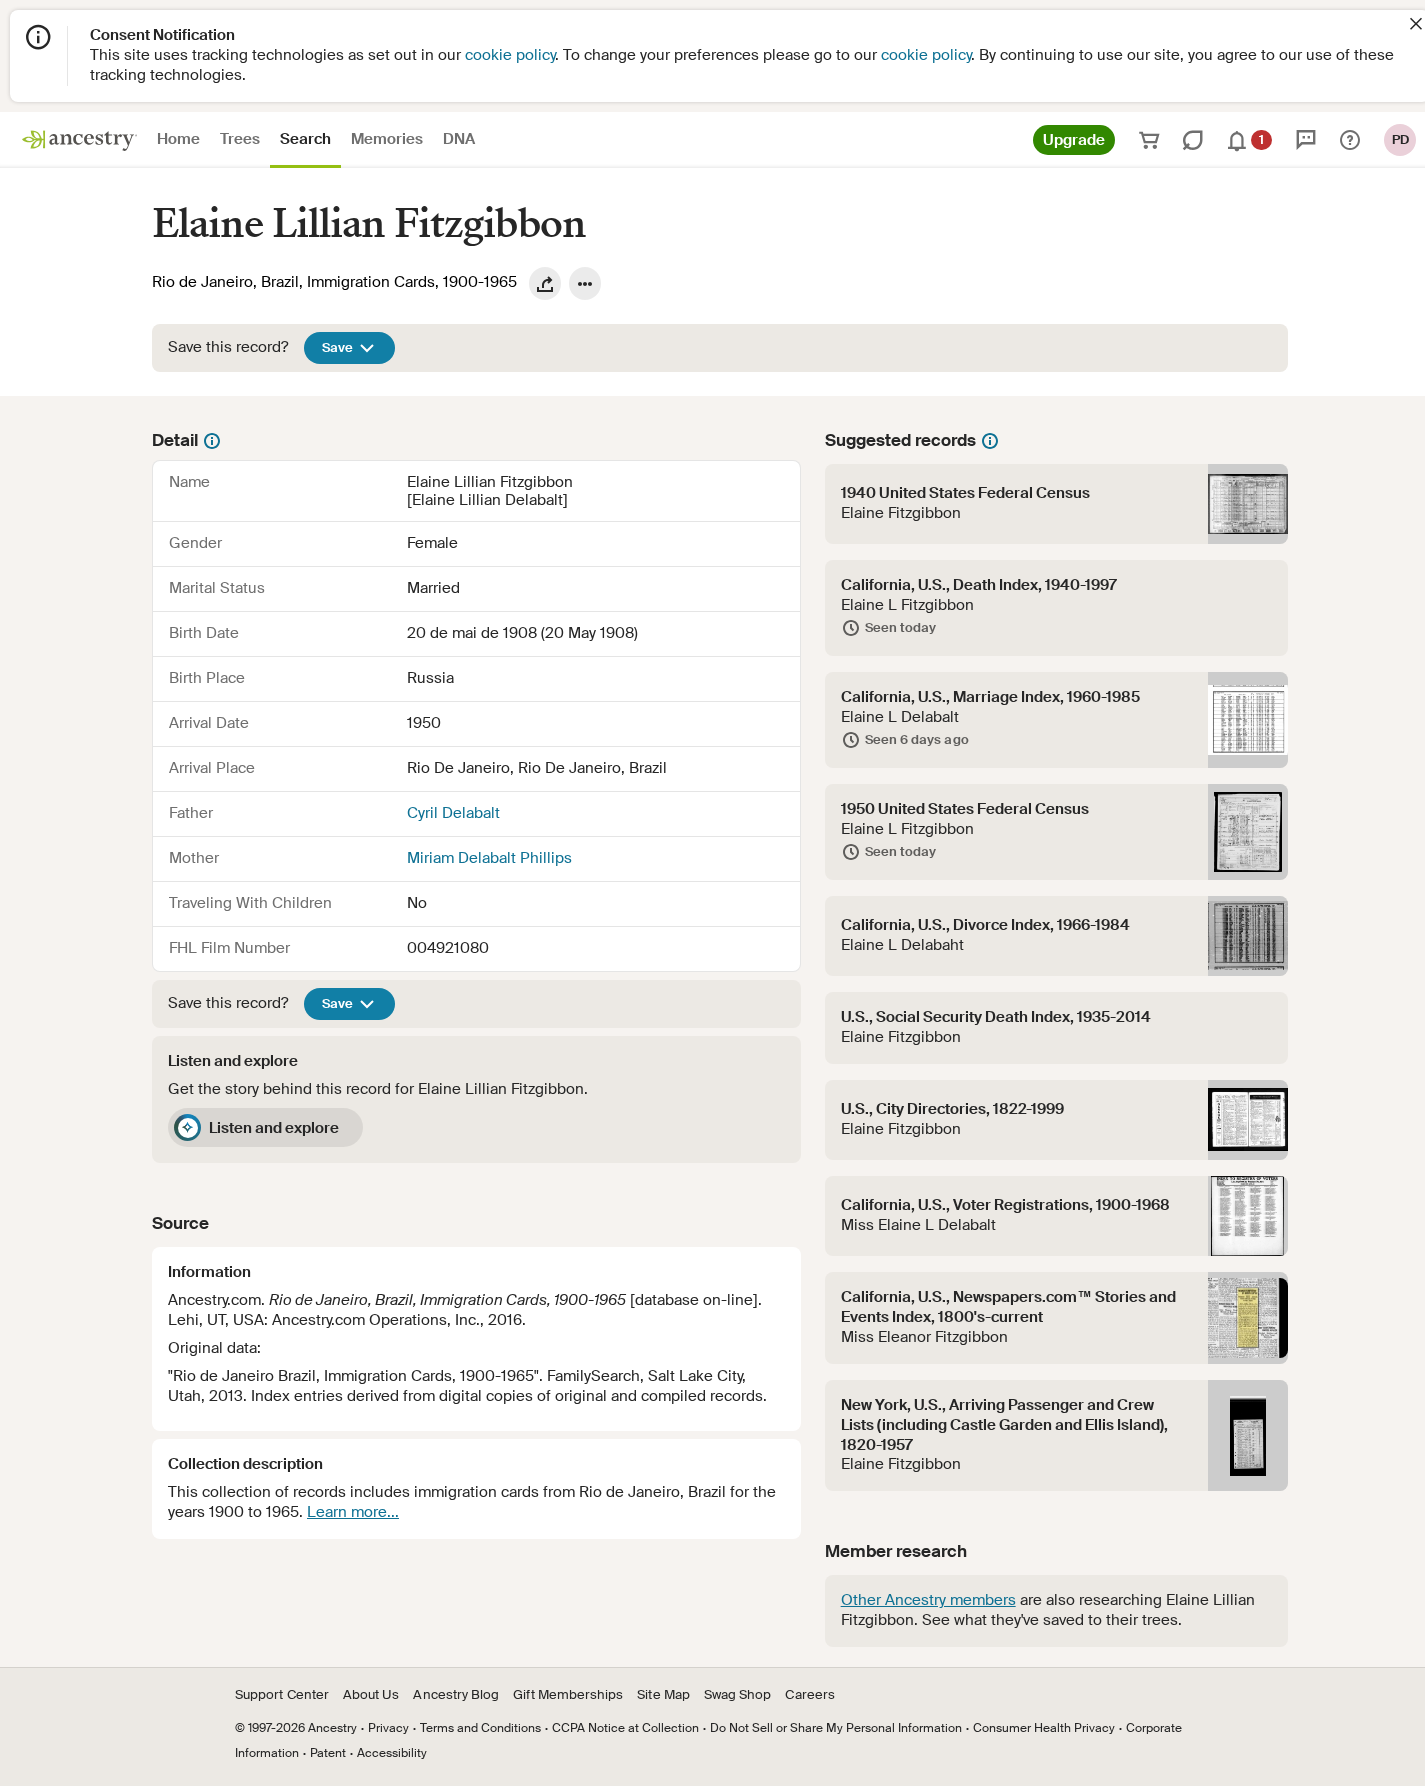 Consent Notification
This site uses tracking technologies as set out in our cookie policy. To change your preferences please go to our cookie policy. By continuing to use our site, you agree to our use of these
tracking technologies.
ancestry
Home
Trees
Search
Memories
DNA
Upgrade
1
PD
Elaine Lillian Fitzgibbon
Rio de Janeiro, Brazil, Immigration Cards, 1900-1965
Save this record?
Save
Detail
Name
Elaine Lillian Fitzgibbon
[Elaine Lillian Delabalt]
Gender
Female
Marital Status
Married
Birth Date
20 de mai de 1908 (20 May 1908)
Birth Place
Russia
Arrival Date
1950
Arrival Place
Rio De Janeiro, Rio De Janeiro, Brazil
Father
Cyril Delabalt
Mother
Miriam Delabalt Phillips
Traveling With Children
No
FHL Film Number
004921080
Save this record?
Save
Listen and explore
Get the story behind this record for Elaine Lillian Fitzgibbon.
Listen and explore
Source
Information
Ancestry.com. Rio de Janeiro, Brazil, Immigration Cards, 1900-1965 [database on-line].
Lehi, UT, USA: Ancestry.com Operations, Inc., 2016.
Original data:
"Rio de Janeiro Brazil, Immigration Cards, 1900-1965". FamilySearch, Salt Lake City,
Utah, 2013. Index entries derived from digital copies of original and compiled records.
Collection description
This collection of records includes immigration cards from Rio de Janeiro, Brazil for the
years 1900 to 1965. Learn more...
Suggested records
1940 United States Federal Census
Elaine Fitzgibbon
California, U.S., Death Index, 1940-1997
Elaine L Fitzgibbon
Seen today
California, U.S., Marriage Index, 1960-1985
Elaine L Delabalt
Seen 6 days ago
1950 United States Federal Census
Elaine L Fitzgibbon
Seen today
California, U.S., Divorce Index, 1966-1984
Elaine L Delabaht
U.S., Social Security Death Index, 1935-2014
Elaine Fitzgibbon
U.S., City Directories, 1822-1999
Elaine Fitzgibbon
California, U.S., Voter Registrations, 1900-1968
Miss Elaine L Delabalt
INDEX TO REGISTER OF VOTERS
California, U.S., Newspapers.com™ Stories and
Events Index, 1800's-current
Miss Eleanor Fitzgibbon
New York, U.S., Arriving Passenger and Crew
Lists (including Castle Garden and Ellis Island),
1820-1957
Elaine Fitzgibbon
Member research
Other Ancestry members are also researching Elaine Lillian
Fitzgibbon. See what they've saved to their trees.
Support Center
About Us
Ancestry Blog
Gift Memberships
Site Map
Swag Shop
Careers
© 1997-2026 Ancestry • Privacy • Terms and Conditions • CCPA Notice at Collection • Do Not Sell or Share My Personal Information • Consumer Health Privacy • Corporate
Information • Patent • Accessibility